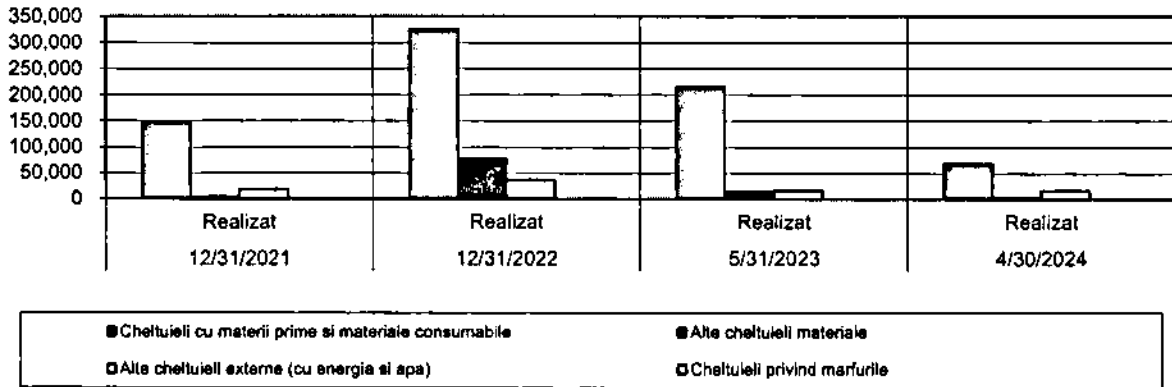 350,000
300,000
250,000
200,000
150,000
100,000
50,000
0
Realizat Realizat Realizat Realizat
12/31/2021 12/31/2022 5/31/2023 4/30/2024
Cheltuieli cu materii prime si materiale consumabile Alte cheltuieli materiale
Alte cheltuieli externe (cu energia si apa) Cheltuieli privind marfurile